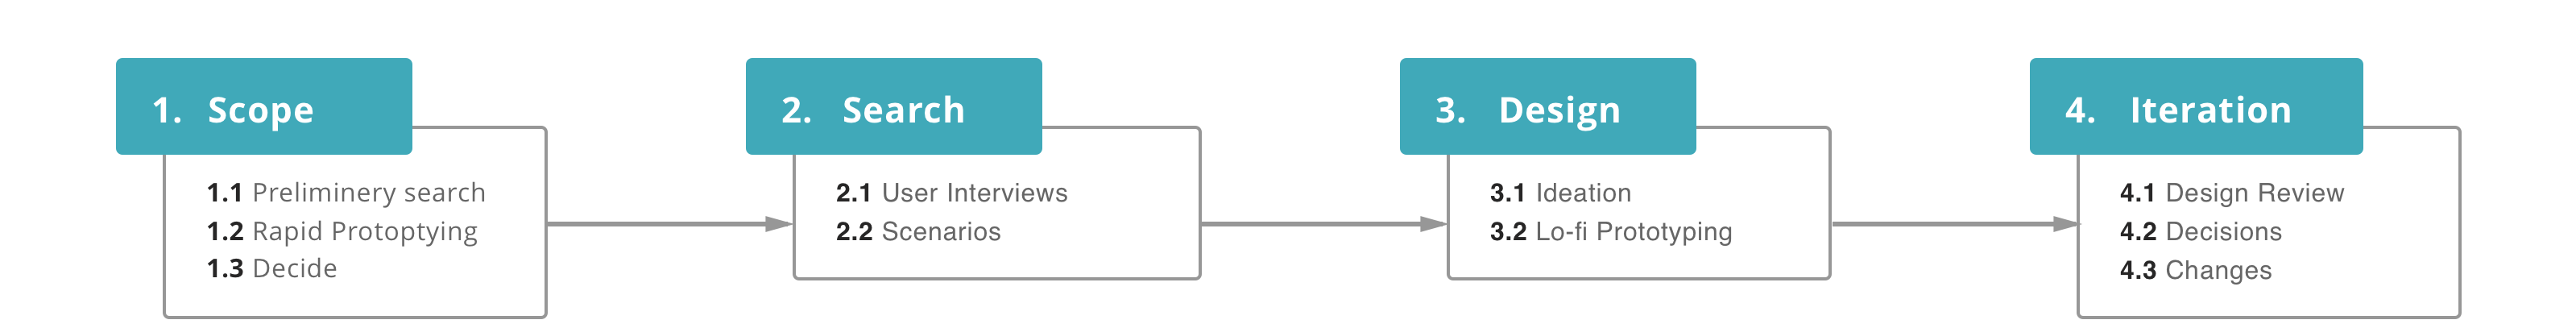 1. Scope
1.1 Preliminery search
1.2 Rapid Protoptying
1.3 Decide
2. Search
2.1 User Interviews
2.2 Scenarios
3. Design
3.1 Ideation
3.2 Lo-fi Prototyping
4. Iteration
4.1 Design Review
4.2 Decisions
4.3 Changes